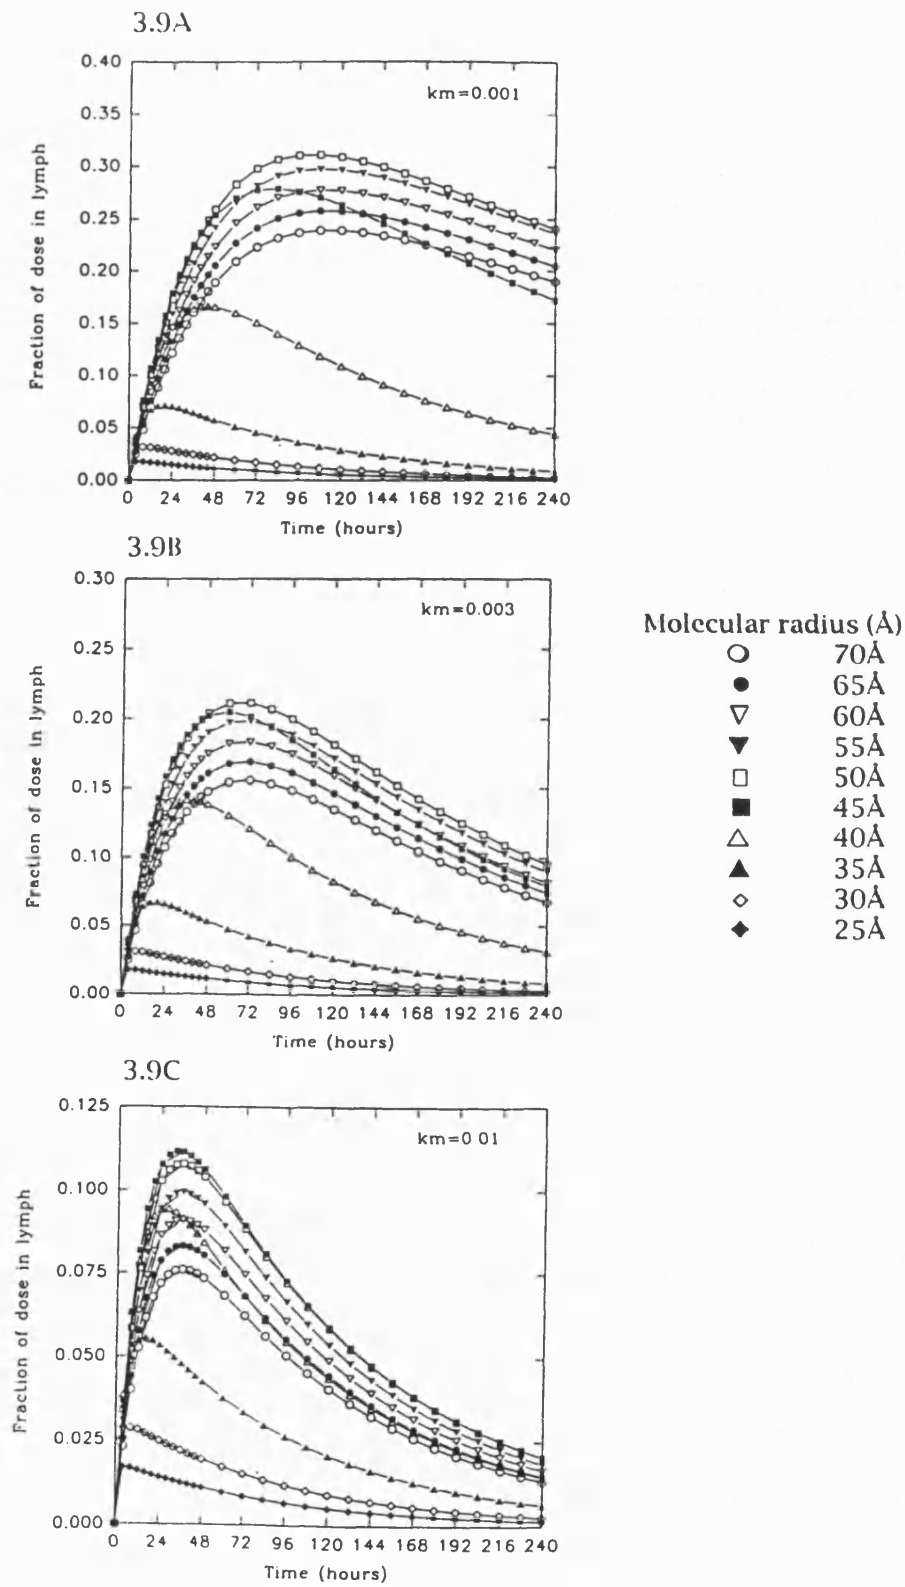 3.9A
0.40
km=0.001
0.35
0.30
0.25
0.20
0.15
0.10
0.05
0.00
Fraction of dose in lymph
0 24 48 72 96 120 144 168 192 216 240
Time (hours)
3.9B
0.30
km=0.003
0.25
0.20
0.15
0.10
0.05
0.00
Fraction of dose in lymph
0 24 48 72 96 120 144 168 192 216 240
Time (hours)
Molecular radius (Å)
70Å
65Å
60Å
55Å
50Å
45Å
40Å
35Å
30Å
25Å
3.9C
0.125
km=0 01
0.100
0.075
0.050
0.025
0.000
Fraction of dose in lymph
0 24 48 72 96 120 144 168 192 216 240
Time (hours)